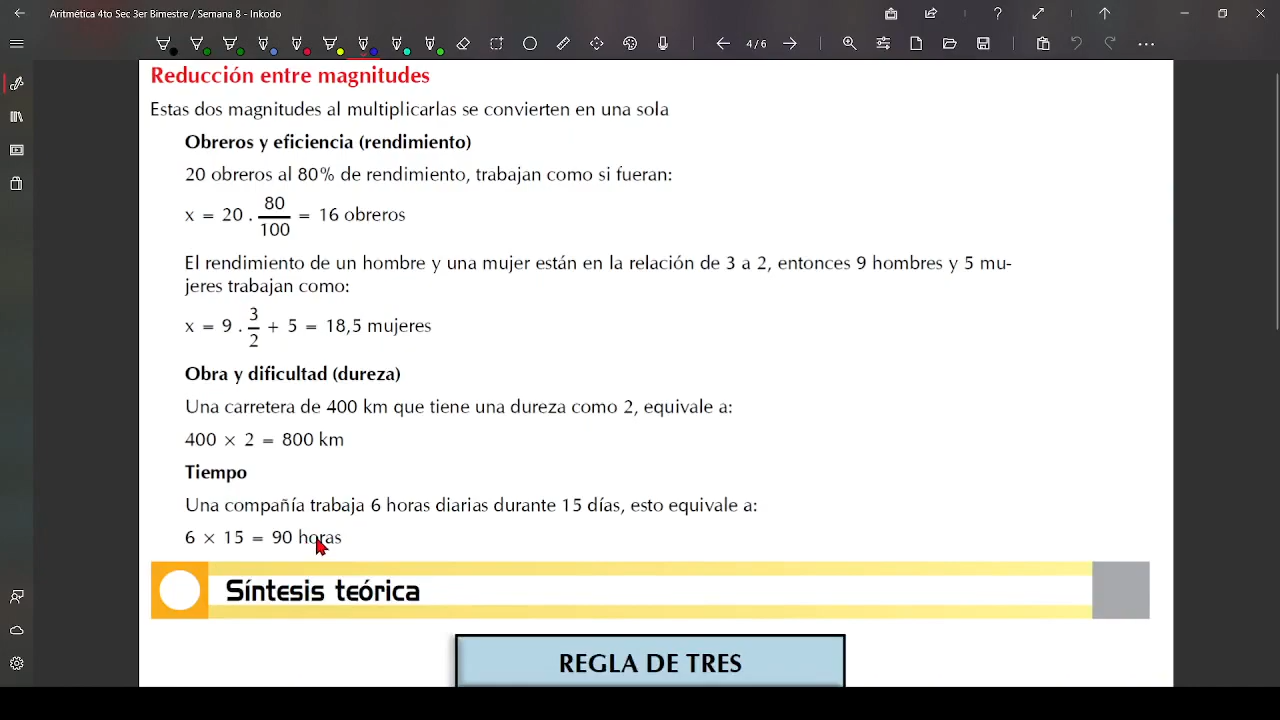 Aritmética 4to Sec 3er Bimestre / Semana 8 - Inkodo
4/6
Reducción entre magnitudes
Estas dos magnitudes al multiplicarlas se convierten en una sola
Obreros y eficiencia (rendimiento)
20 obreros al 80% de rendimiento, trabajan como si fueran:
x = 20 . 80/100 = 16 obreros
El rendimiento de un hombre y una mujer están en la relación de 3 a 2, entonces 9 hombres y 5 mu-
jeres trabajan como:
x = 9 . 3/2 + 5 = 18,5 mujeres
Obra y dificultad (dureza)
Una carretera de 400 km que tiene una dureza como 2, equivale a:
400 × 2 = 800 km
Tiempo
Una compañía trabaja 6 horas diarias durante 15 días, esto equivale a:
6 × 15 = 90 horas
Síntesis teórica
REGLA DE TRES